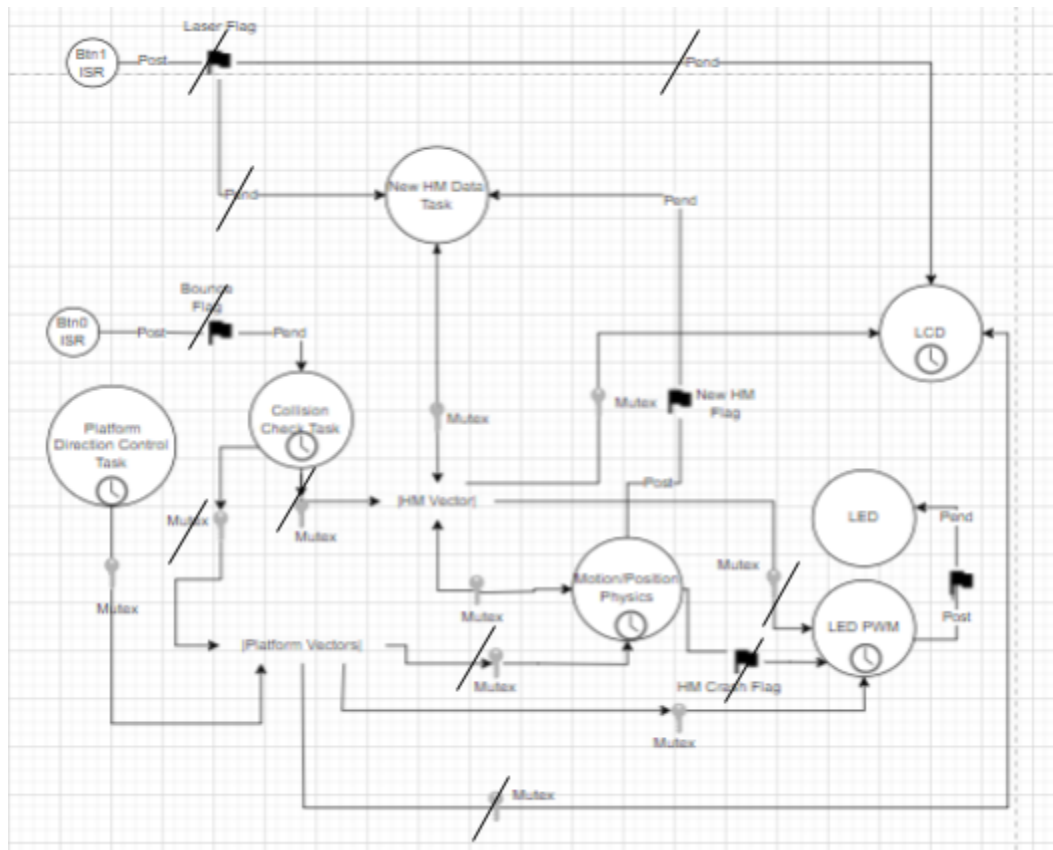 Laser Flag
Btn1
ISR
Post
Pend
Pend
New HM Data
Task
Pend
Bounce
Flag
Btn0
ISR
Post
Pend
LCD
Mutex
New HM
Flag
Mutex
Collision
Check Task
Platform
Direction Control
Task
Post
|HM Vector|
LED
Pend
Mutex
Mutex
Mutex
Motion/Position
Physics
Mutex
Mutex
Mutex
Post
LED PWM
|Platform Vectors|
Mutex
HM Crash Flag
Mutex
Mutex